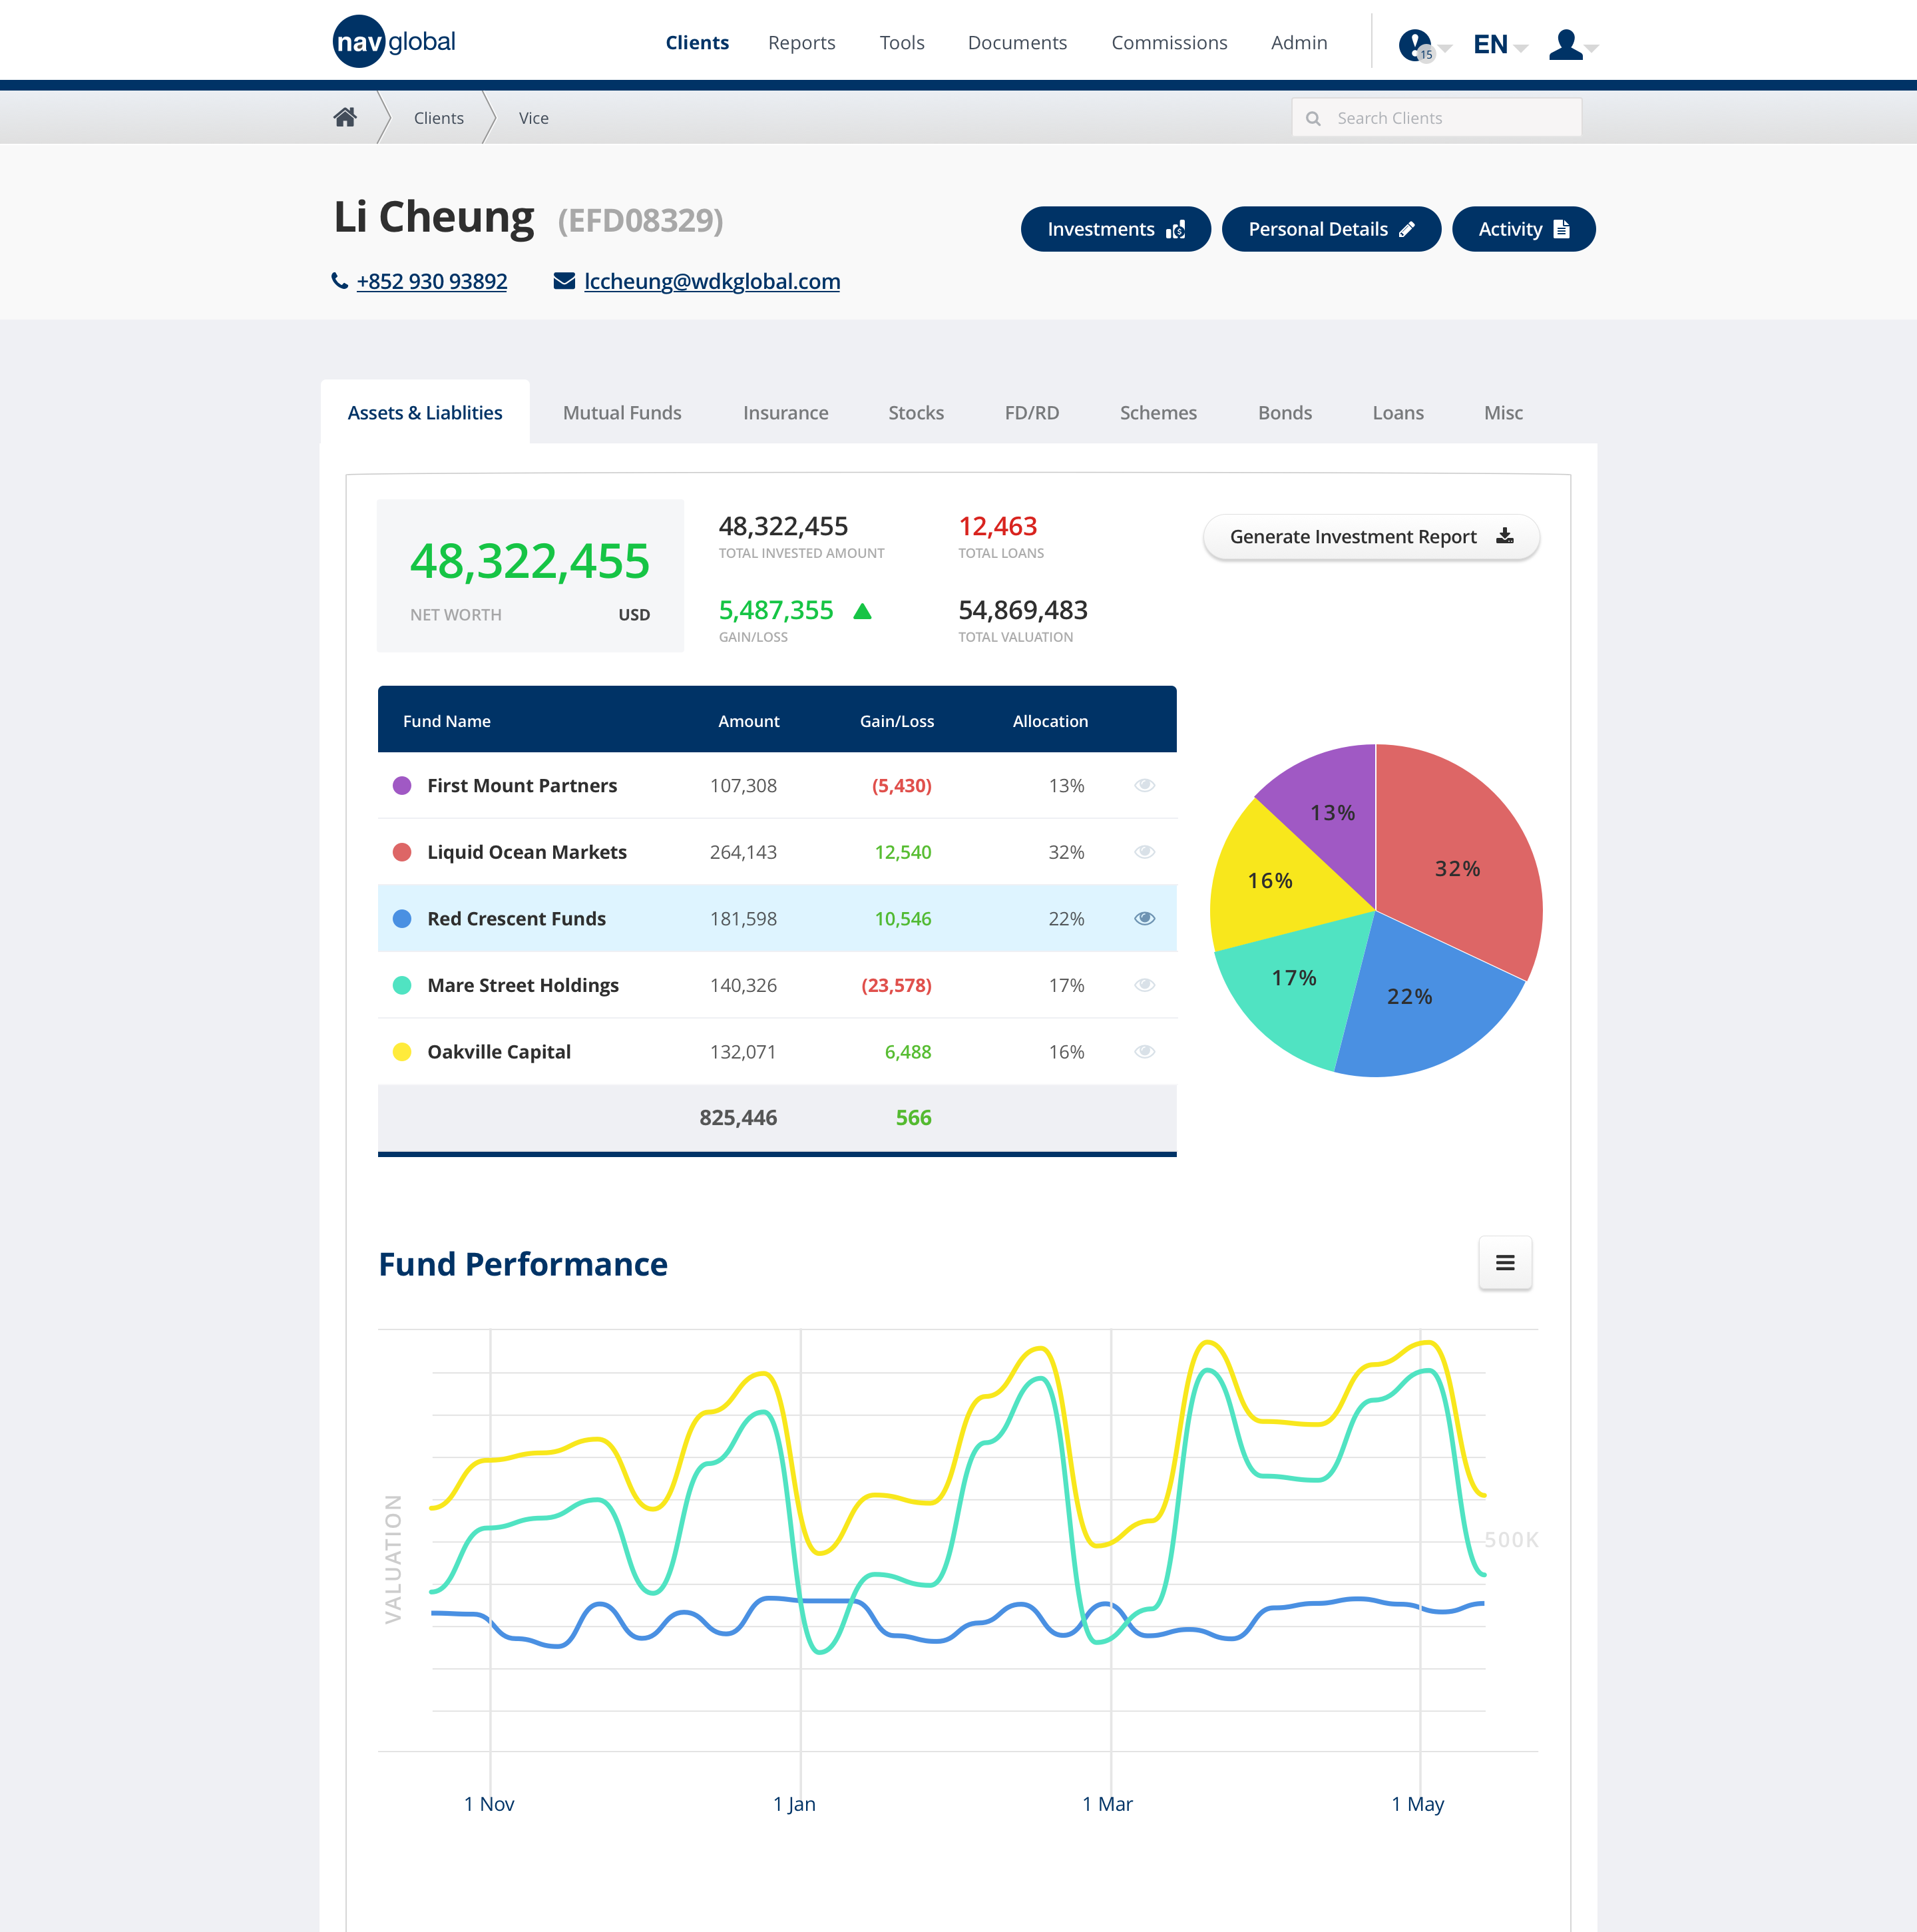 nav global
Clients Reports Tools Documents Commissions Admin 15 EN
Clients Vice Search Clients
Li Cheung (EFD08329)
Investments Personal Details Activity
+852 930 93892 lccheung@wdkglobal.com
Assets & Liablities Mutual Funds Insurance Stocks FD/RD Schemes Bonds Loans Misc
48,322,455
NET WORTH USD
48,322,455
TOTAL INVESTED AMOUNT
12,463
TOTAL LOANS
5,487,355
GAIN/LOSS
54,869,483
TOTAL VALUATION
Generate Investment Report
Fund Name Amount Gain/Loss Allocation
First Mount Partners 107,308 (5,430) 13%
Liquid Ocean Markets 264,143 12,540 32%
Red Crescent Funds 181,598 10,546 22%
Mare Street Holdings 140,326 (23,578) 17%
Oakville Capital 132,071 6,488 16%
825,446 566
13%
32%
16%
17%
22%
Fund Performance
VALUATION
500K
1 Nov 1 Jan 1 Mar 1 May